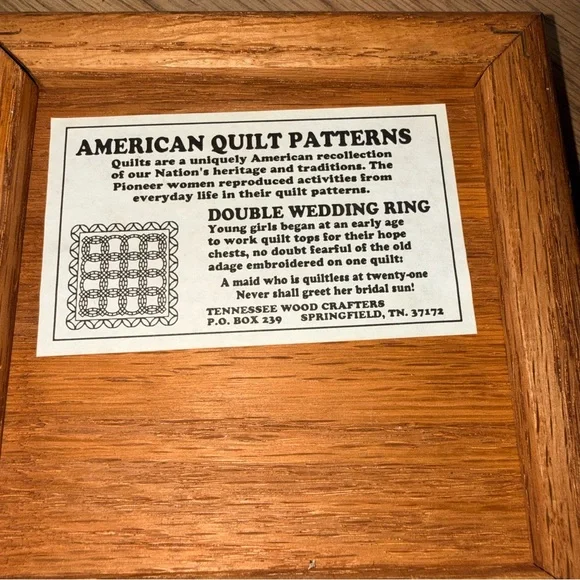 AMERICAN QUILT PATTERNS
Quilts are a uniquely American recollection
of our Nation's heritage and traditions. The
Pioneer women reproduced activities from
everyday life in their quilt patterns.
DOUBLE WEDDING RING
Young girls began at an early age
to work quilt tops for their hope
chests, no doubt fearful of the old
adage embroidered on one quilt:
A maid who is quiltless at twenty-one
Never shall greet her bridal sun!
TENNESSEE WOOD CRAFTERS
P.O. BOX 239 SPRINGFIELD, TN. 37172